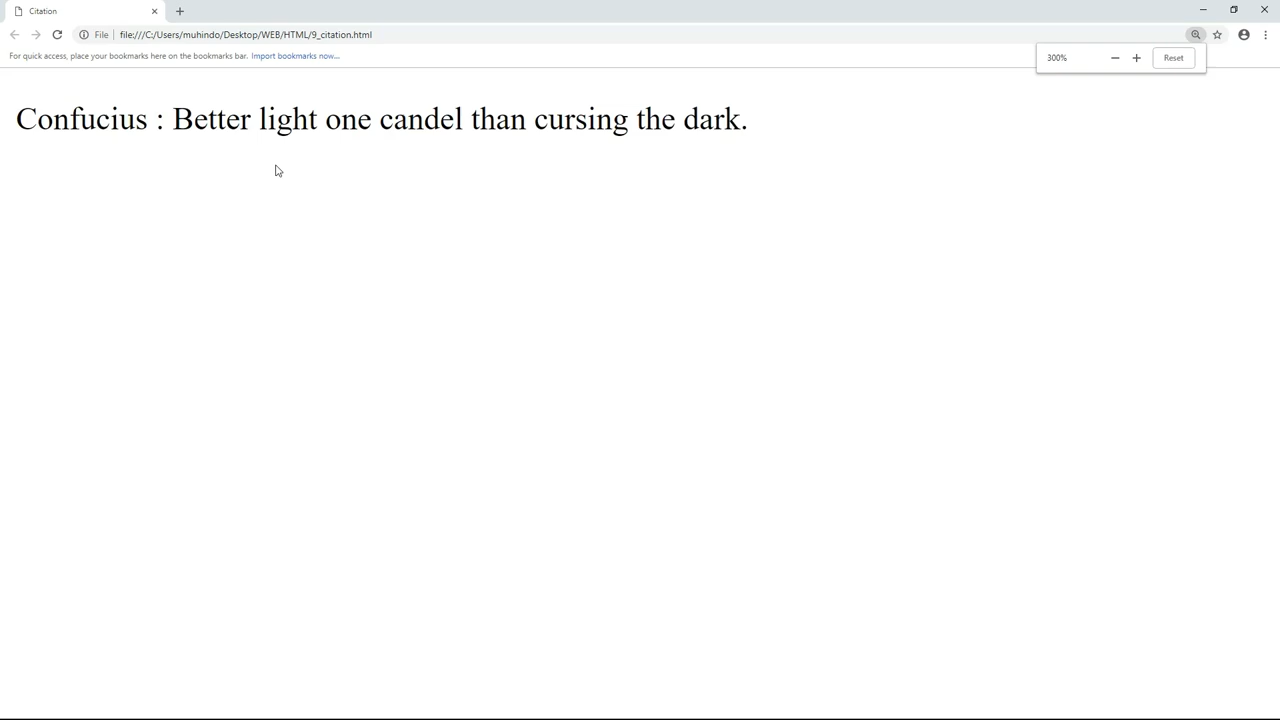 Citation
File
file:///C:/Users/muhindo/Desktop/WEB/HTML/9_citation.html
For quick access, place your bookmarks here on the bookmarks bar. Import bookmarks now...
300%
Reset
Confucius : Better light one candel than cursing the dark.